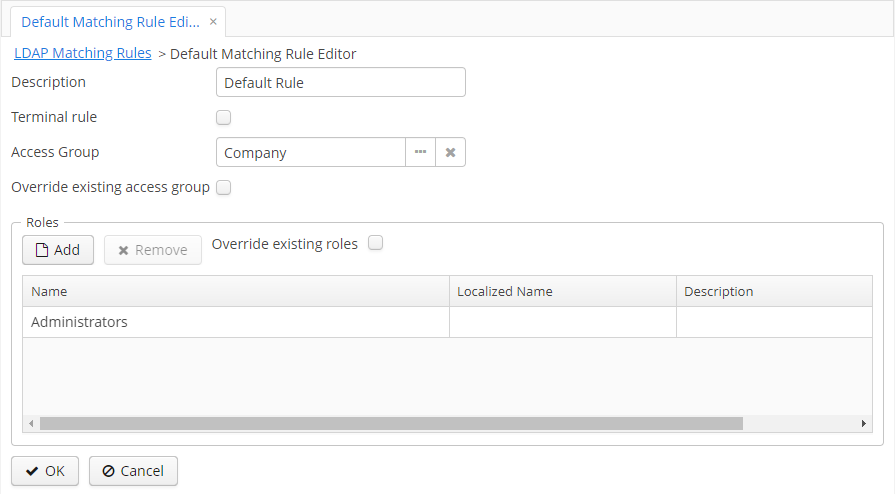 Default Matching Rule Edi... ×
LDAP Matching Rules > Default Matching Rule Editor
Description Default Rule
Terminal rule
Access Group Company
Override existing access group
Roles
Add Remove Override existing roles
Name Localized Name Description
Administrators
OK Cancel